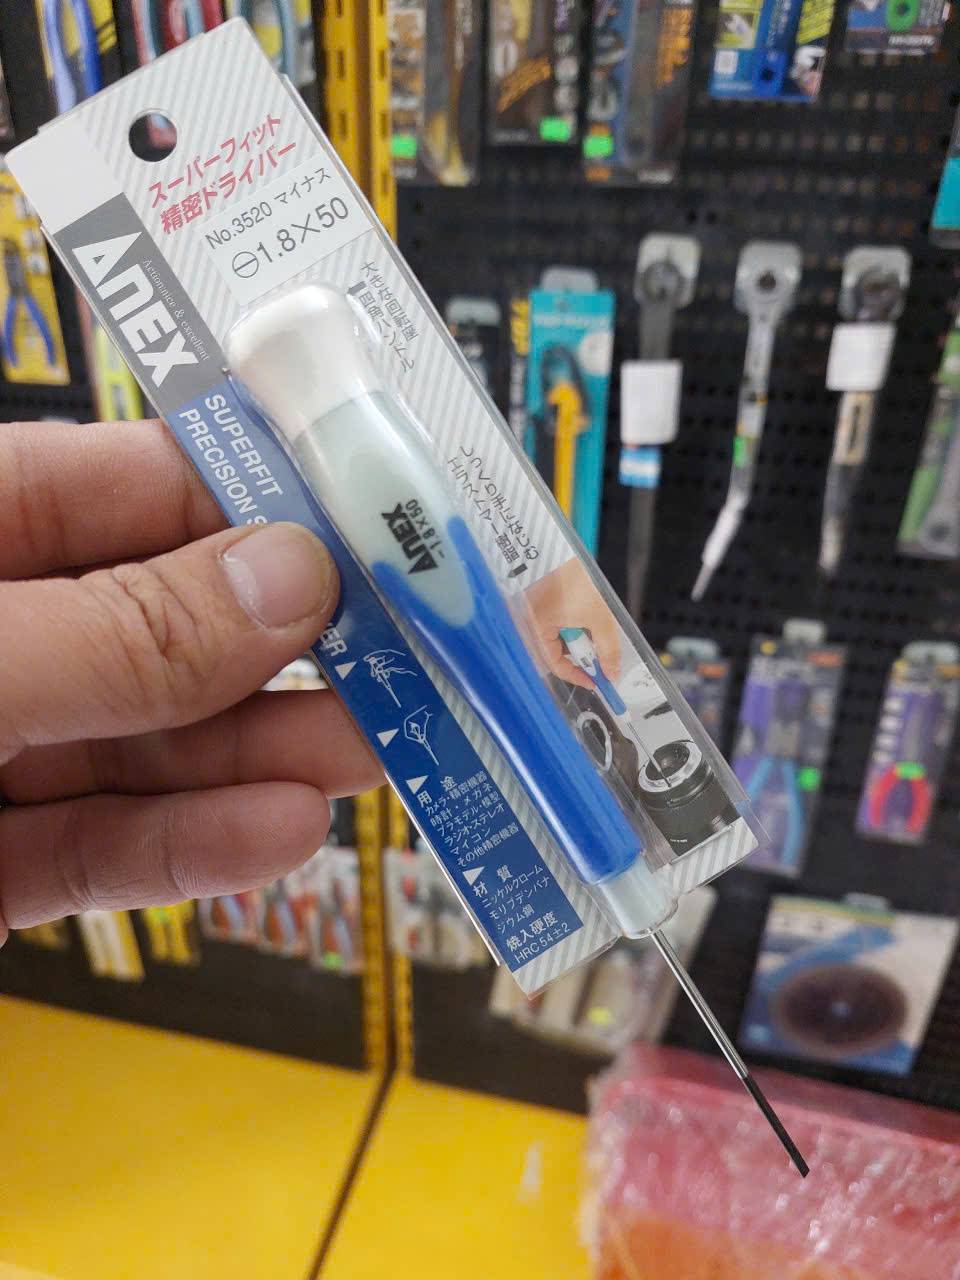 スーパーフィット
精密ドライバー
No.3520 マイナス
⊖1.8×50
ANEX
Actionnice & excellent
大きな回転座
四角ハンドル
SUPERFIT
PRECISION S
ER
ANEX
−1.8×50
しっくり手になじむ
エラストマー樹脂
▶用途
カメラ・精密機器
時計・メガネ
プラモデル・模型
ラジオ・ステレオ
マイコン
その他精密機器
▶材質
ニッケルクローム
モリブデンバナ
ジウム鋼
焼入硬度
HRC 54±2